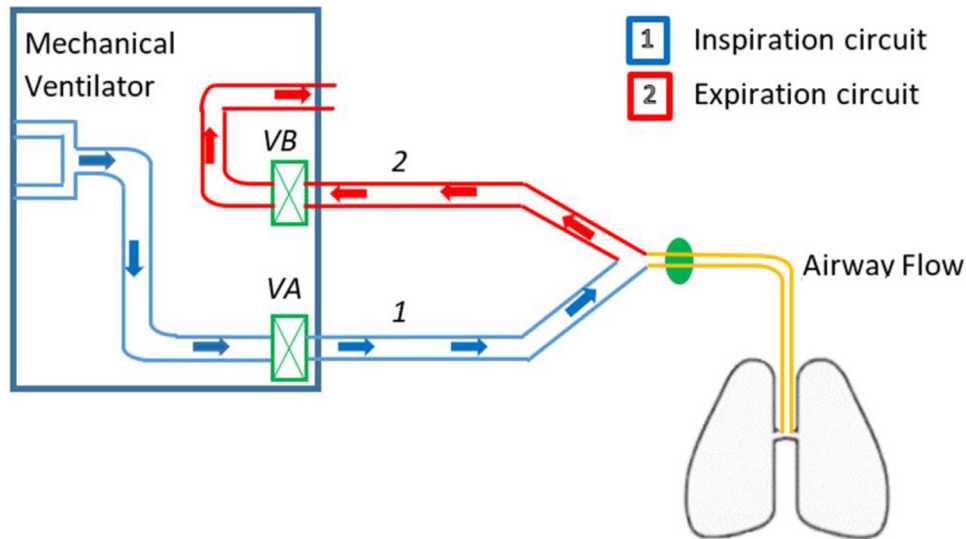 Mechanical
Ventilator
1 Inspiration circuit
2 Expiration circuit
VB
2
VA
1
Airway Flow